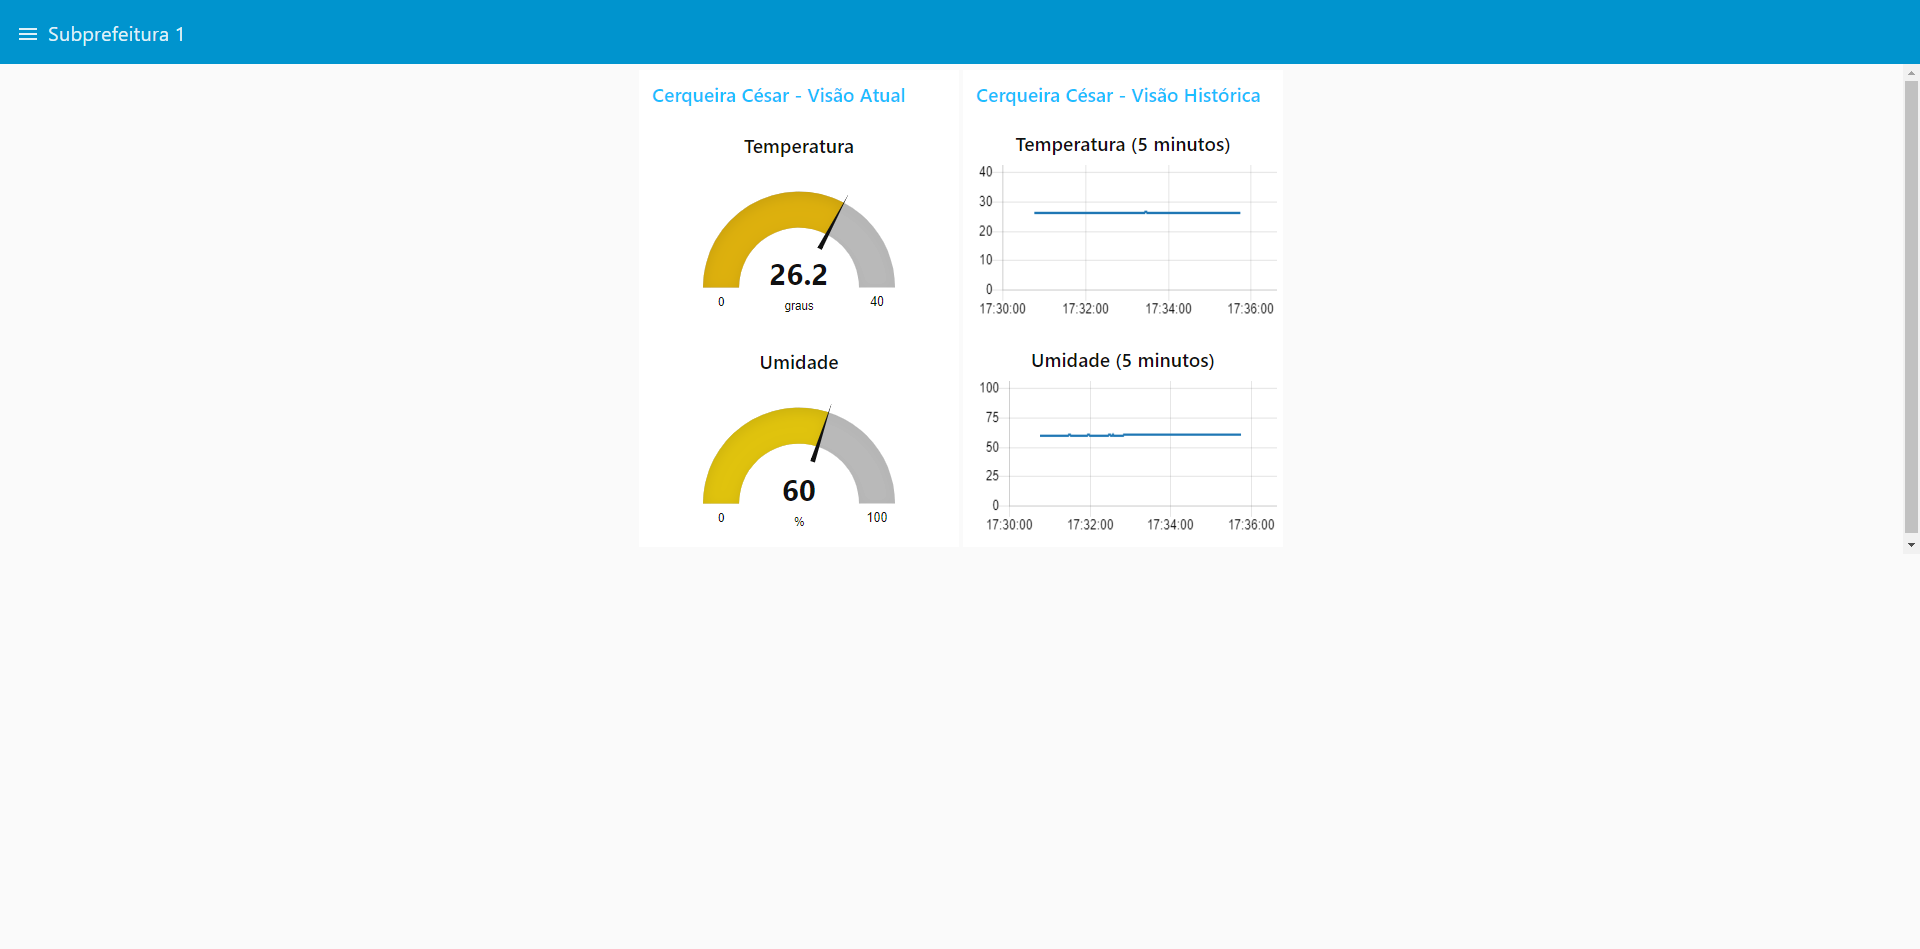 Subprefeitura 1
Cerqueira César - Visão Atual
Temperatura
26.2
0
graus
40
Umidade
60
0
%
100
Cerqueira César - Visão Histórica
Temperatura (5 minutos)
40
30
20
10
0
17:30:00 17:32:00 17:34:00 17:36:00
Umidade (5 minutos)
100
75
50
25
0
17:30:00 17:32:00 17:34:00 17:36:00